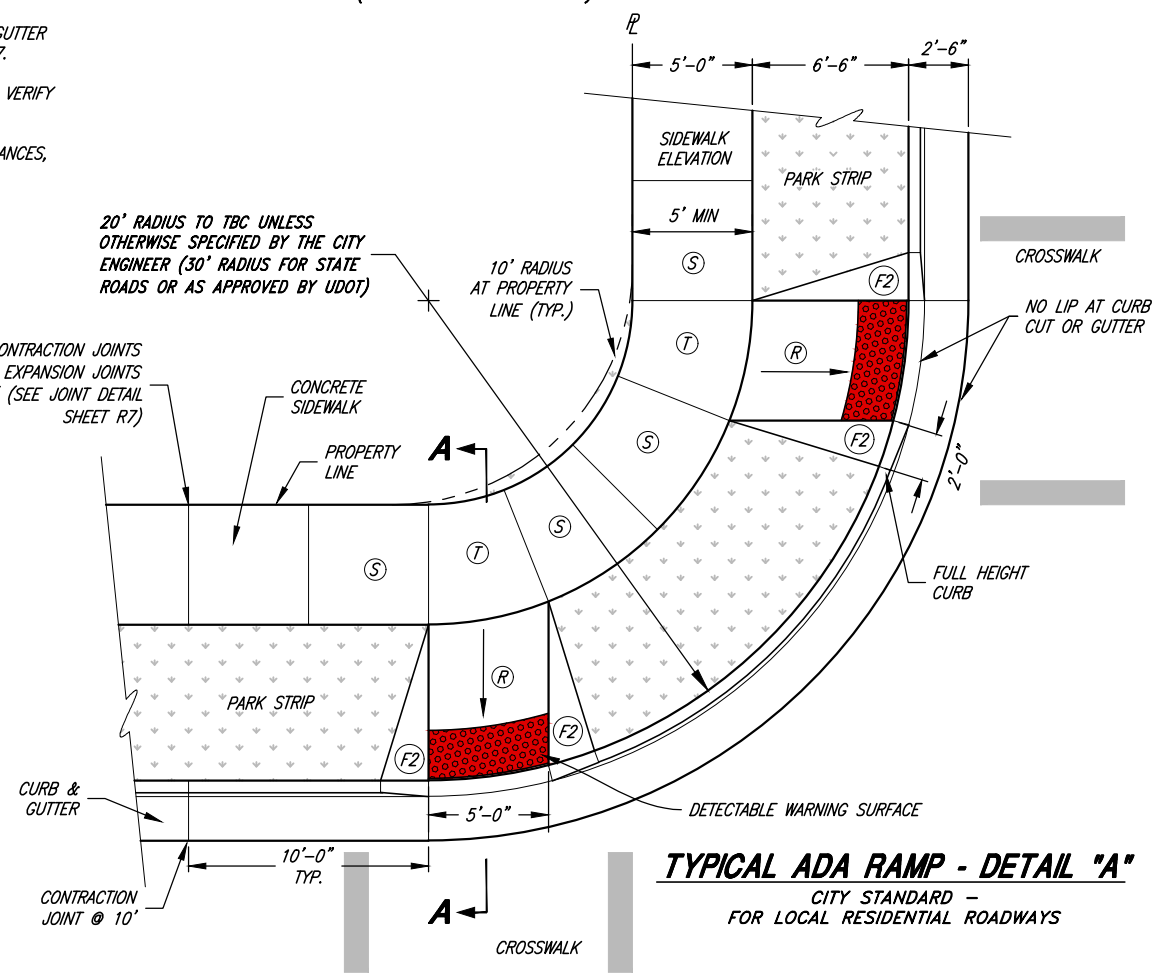 GUTTER
7.
VERIFY
ANCES,
20' RADIUS TO TBC UNLESS
OTHERWISE SPECIFIED BY THE CITY
ENGINEER (30' RADIUS FOR STATE
ROADS OR AS APPROVED BY UDOT)
10' RADIUS
AT PROPERTY
LINE (TYP.)
PL
5'-0"
6'-6"
2'-6"
SIDEWALK
ELEVATION
PARK STRIP
5' MIN
S
F2
CROSSWALK
NO LIP AT CURB
CUT OR GUTTER
T
R
F2
2'-0"
ONTRACTION JOINTS
EXPANSION JOINTS
(SEE JOINT DETAIL
SHEET R7)
CONCRETE
SIDEWALK
PROPERTY
LINE
A
S
S
T
S
FULL HEIGHT
CURB
PARK STRIP
R
F2
F2
CURB &
GUTTER
5'-0"
DETECTABLE WARNING SURFACE
10'-0"
TYP.
CONTRACTION
JOINT @ 10'
A
CROSSWALK
TYPICAL ADA RAMP - DETAIL "A"
CITY STANDARD –
FOR LOCAL RESIDENTIAL ROADWAYS